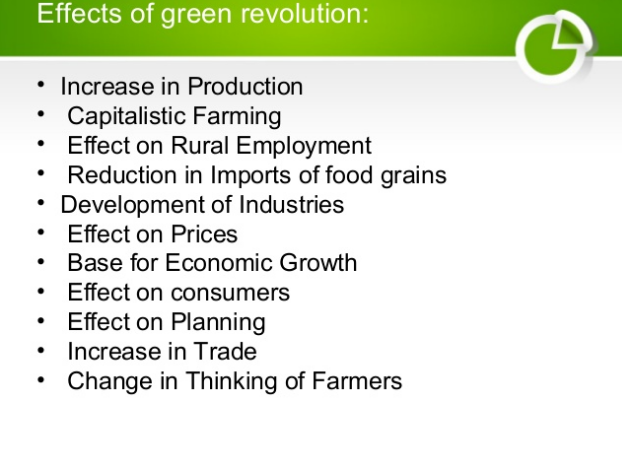 Effects of green revolution:
• Increase in Production
• Capitalistic Farming
• Effect on Rural Employment
• Reduction in Imports of food grains
• Development of Industries
• Effect on Prices
• Base for Economic Growth
• Effect on consumers
• Effect on Planning
• Increase in Trade
• Change in Thinking of Farmers